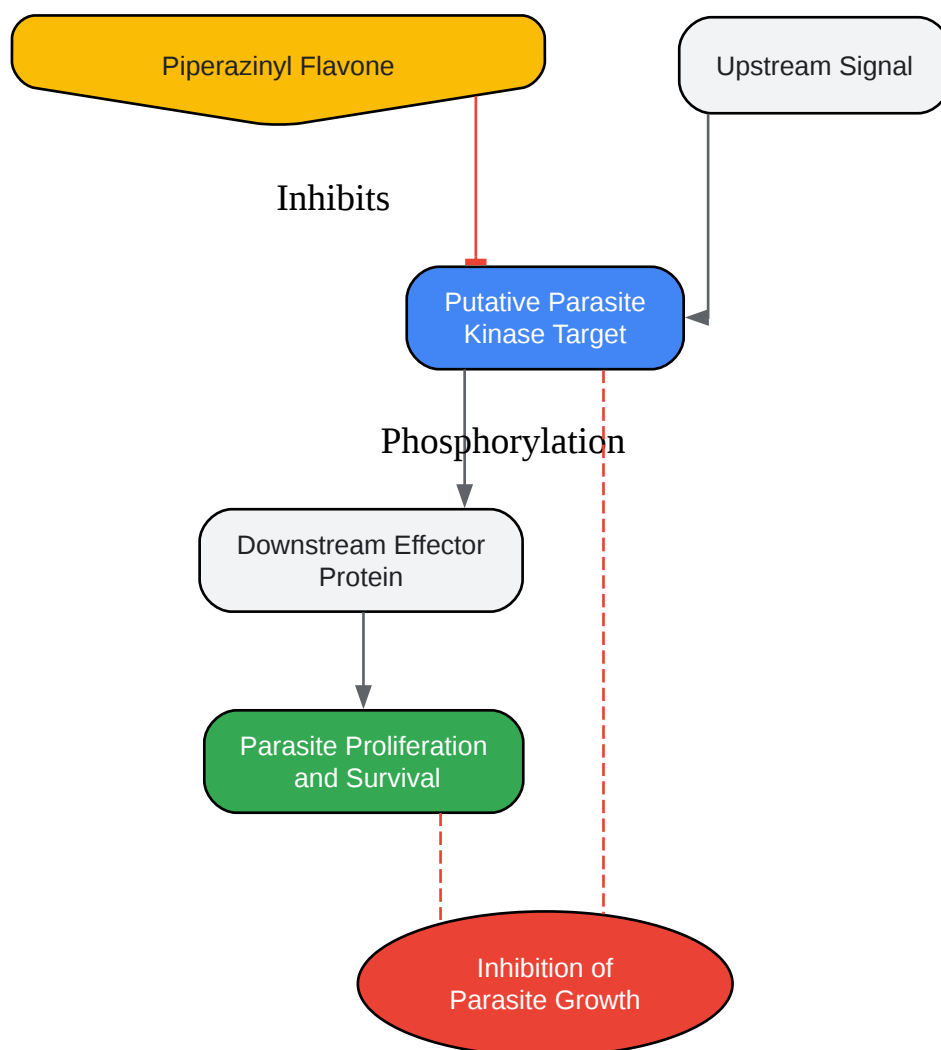 Piperazinyl Flavone
Upstream Signal
Inhibits
Putative Parasite
Kinase Target
Phosphorylation
Downstream Effector
Protein
Parasite Proliferation
and Survival
Inhibition of
Parasite Growth